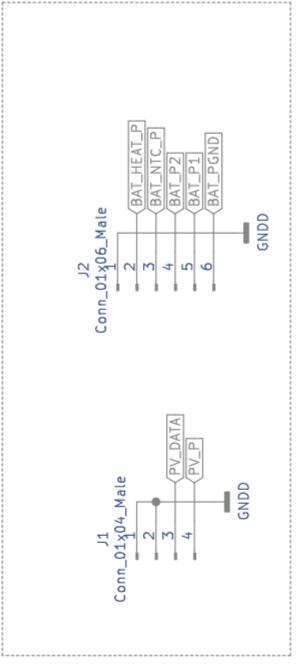 J2
Conn_01x06_Male
1
2
3
4
5
6
BAT_HEAT_P
BAT_NTC_P
BAT_P2
BAT_P1
BAT_PGND
GNDD
J1
Conn_01x04_Male
1
2
3
4
PV_DATA
PV_P
GNDD